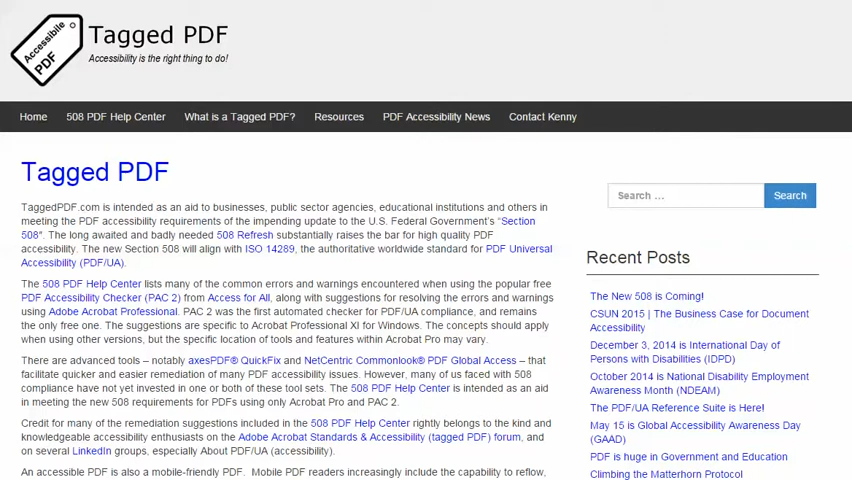 Accessibile
PDF
Tagged PDF
Accessibility is the right thing to do!
Home 508 PDF Help Center What is a Tagged PDF? Resources PDF Accessibility News Contact Kenny
Tagged PDF
TaggedPDF.com is intended as an aid to businesses, public sector agencies, educational institutions and others in
meeting the PDF accessibility requirements of the impending update to the U.S. Federal Government's "Section
508". The long awaited and badly needed 508 Refresh substantially raises the bar for high quality PDF
accessibility. The new Section 508 will align with ISO 14289, the authoritative worldwide standard for PDF Universal
Accessibility (PDF/UA).
The 508 PDF Help Center lists many of the common errors and warnings encountered when using the popular free
PDF Accessibility Checker (PAC 2) from Access for All, along with suggestions for resolving the errors and warnings
using Adobe Acrobat Professional. PAC 2 was the first automated checker for PDF/UA compliance, and remains
the only free one. The suggestions are specific to Acrobat Professional XI for Windows. The concepts should apply
when using other versions, but the specific location of tools and features within Acrobat Pro may vary.
There are advanced tools – notably axesPDF® QuickFix and NetCentric Commonlook® PDF Global Access – that
facilitate quicker and easier remediation of many PDF accessibility issues. However, many of us faced with 508
compliance have not yet invested in one or both of these tool sets. The 508 PDF Help Center is intended as an aid
in meeting the new 508 requirements for PDFs using only Acrobat Pro and PAC 2.
Credit for many of the remediation suggestions included in the 508 PDF Help Center rightly belongs to the kind and
knowledgeable accessibility enthusiasts on the Adobe Acrobat Standards & Accessibility (tagged PDF) forum, and
on several LinkedIn groups, especially About PDF/UA (accessibility).
An accessible PDF is also a mobile-friendly PDF. Mobile PDF readers increasingly include the capability to reflow,
Search …
Search
Recent Posts
The New 508 is Coming!
CSUN 2015 | The Business Case for Document
Accessibility
December 3, 2014 is International Day of
Persons with Disabilities (IDPD)
October 2014 is National Disability Employment
Awareness Month (NDEAM)
The PDF/UA Reference Suite is Here!
May 15 is Global Accessibility Awareness Day
(GAAD)
PDF is huge in Government and Education
Climbing the Matterhorn Protocol